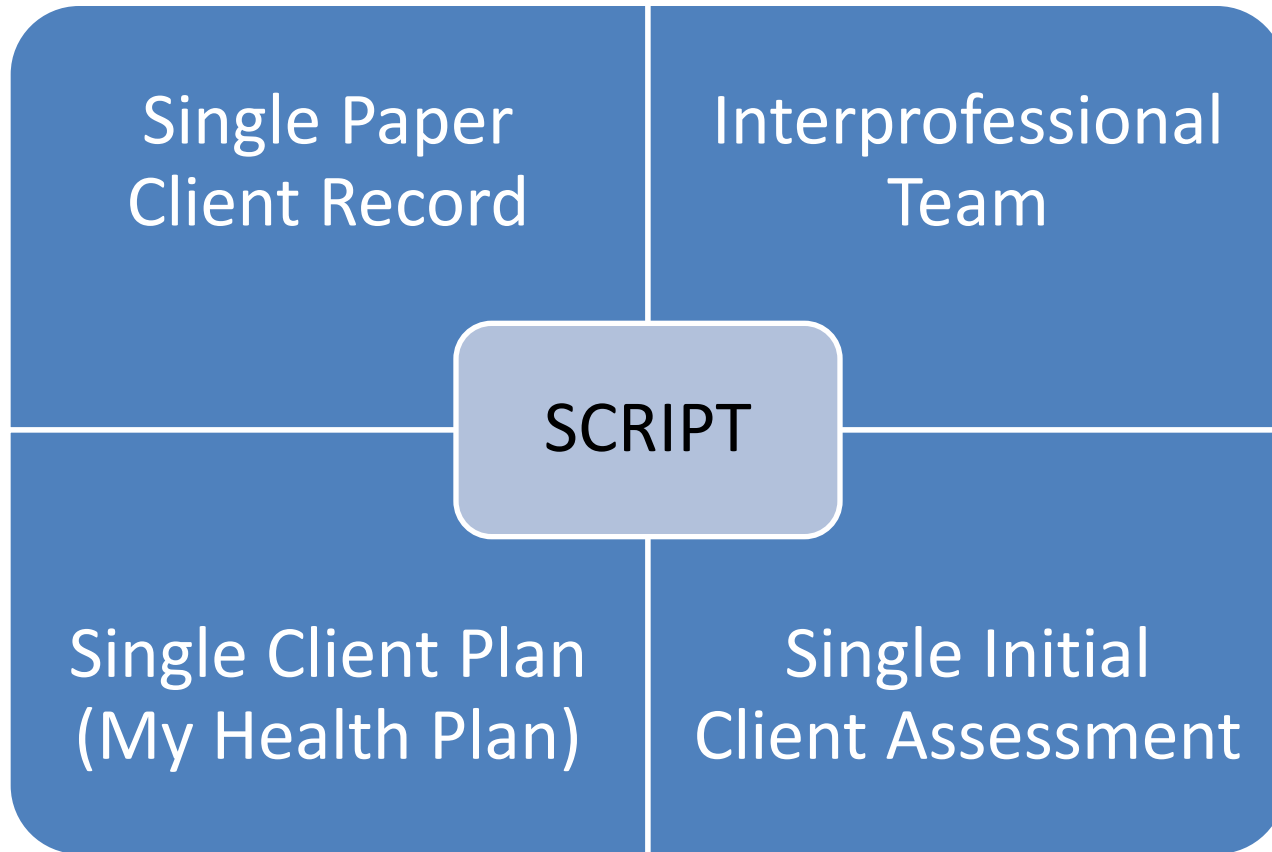 Single Paper
Client Record
Interprofessional
Team
SCRIPT
Single Client Plan
(My Health Plan)
Single Initial
Client Assessment